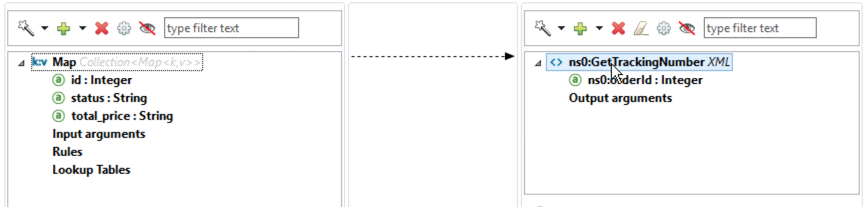 type filter text
k:v Map Collection<Map<k,v>>
a id : Integer
a status : String
a total_price : String
Input arguments
Rules
Lookup Tables
type filter text
<> ns0:GetTrackingNumber XML
a ns0:orderId : Integer
Output arguments